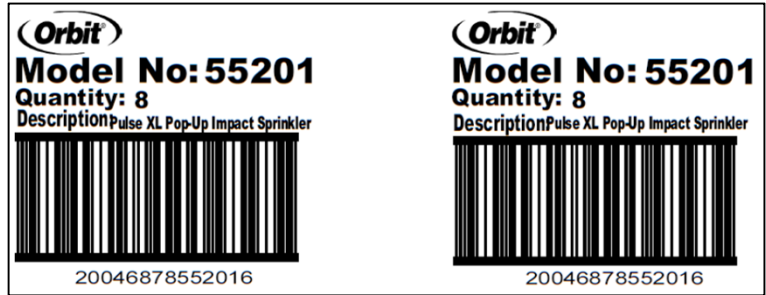 Orbit®
Model No: 55201
Quantity: 8
Description: Pulse XL Pop-Up Impact Sprinkler
20046878552016
Orbit®
Model No: 55201
Quantity: 8
Description: Pulse XL Pop-Up Impact Sprinkler
20046878552016